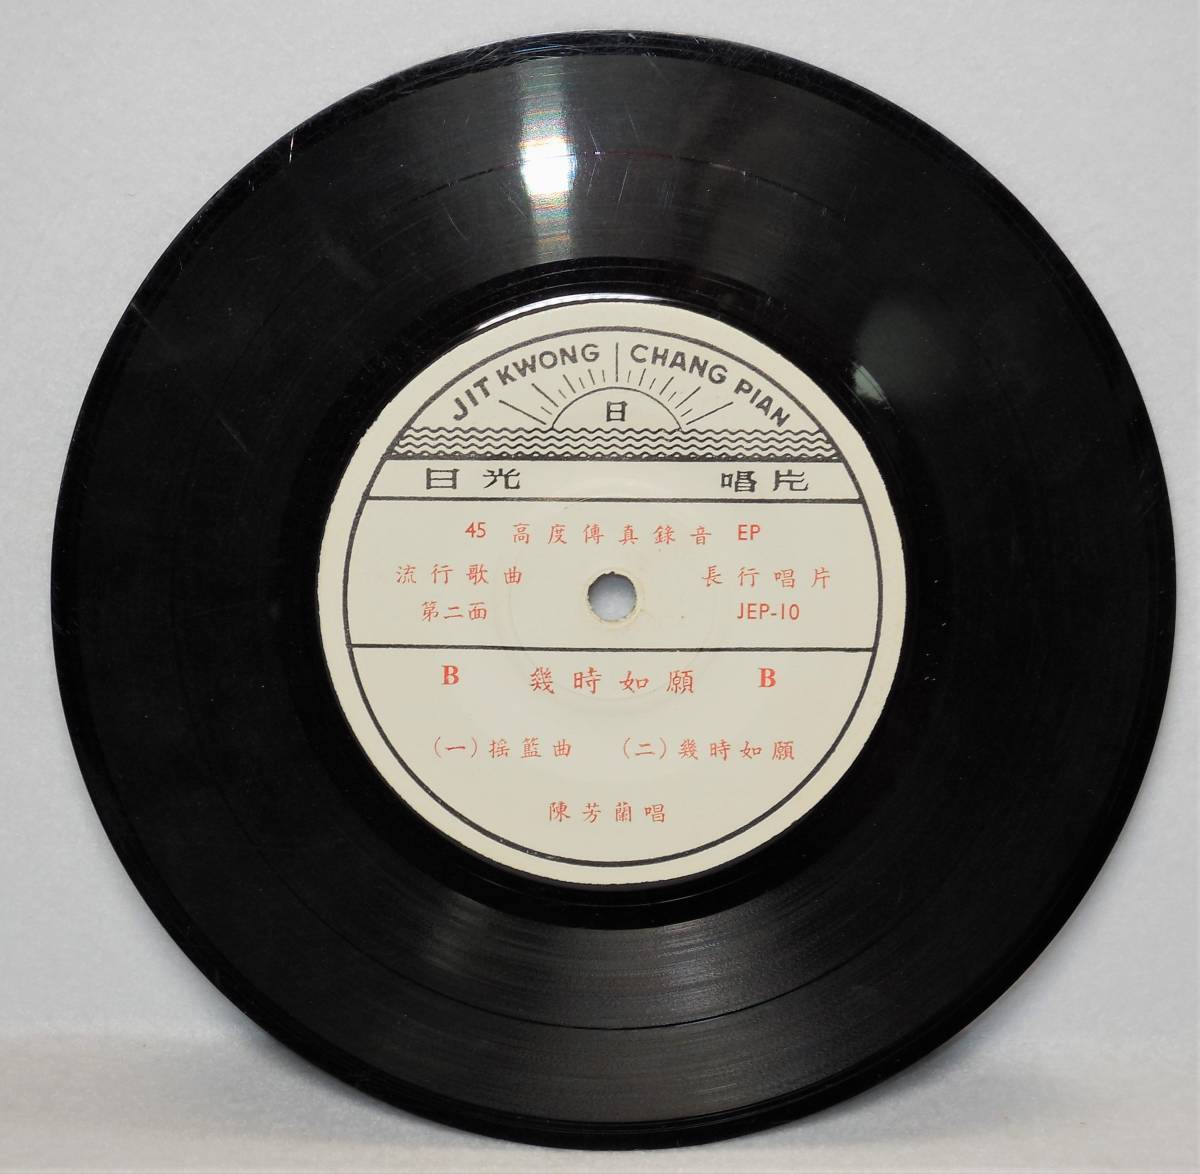 JIT KWONG | CHANG PIAN
日
日光 唱片
45 高度傳真錄音 EP
流行歌曲 長行唱片
第二面 JEP-10
B 幾時如願 B
(一)搖籃曲 (二)幾時如願
陳芳蘭唱